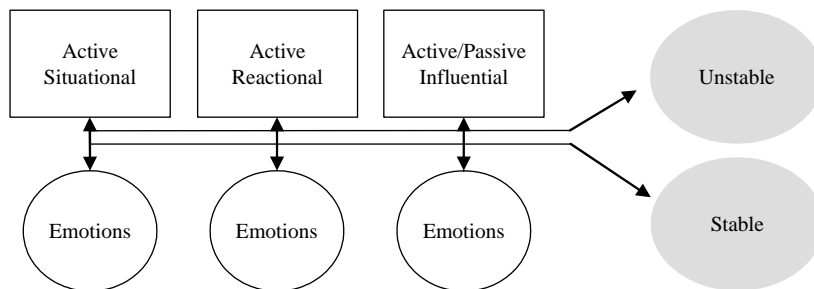 Active
Situational
Active
Reactional
Active/Passive
Influential
Unstable
Emotions
Emotions
Emotions
Stable